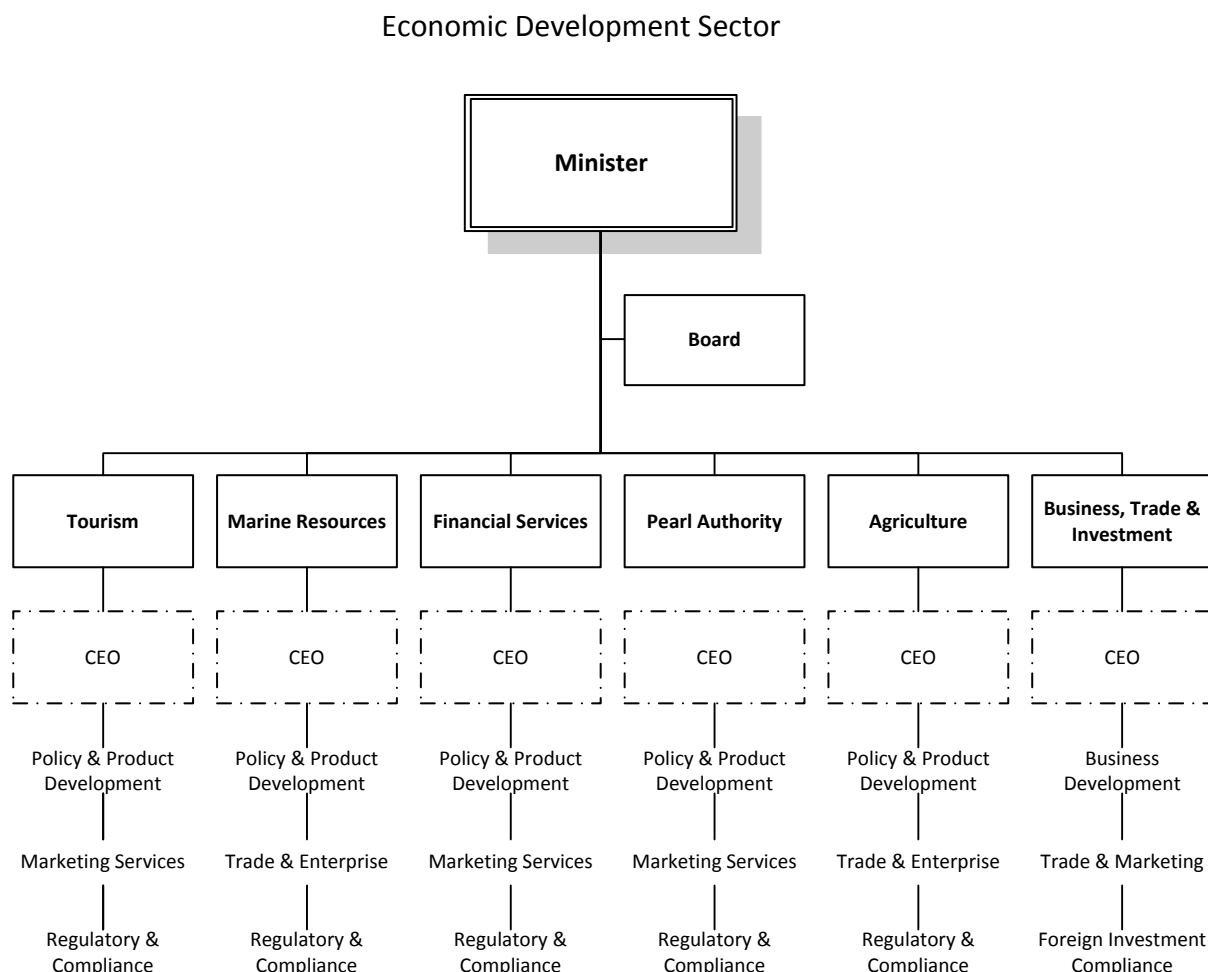 Economic Development Sector
Minister
Board
Tourism
Marine Resources
Financial Services
Pearl Authority
Agriculture
Business, Trade &
Investment
CEO
CEO
CEO
CEO
CEO
CEO
Policy & Product
Development
Policy & Product
Development
Policy & Product
Development
Policy & Product
Development
Policy & Product
Development
Business
Development
Marketing Services
Trade & Enterprise
Marketing Services
Marketing Services
Trade & Enterprise
Trade & Marketing
Regulatory &
Compliance
Regulatory &
Compliance
Regulatory &
Compliance
Regulatory &
Compliance
Regulatory &
Compliance
Foreign Investment
Compliance